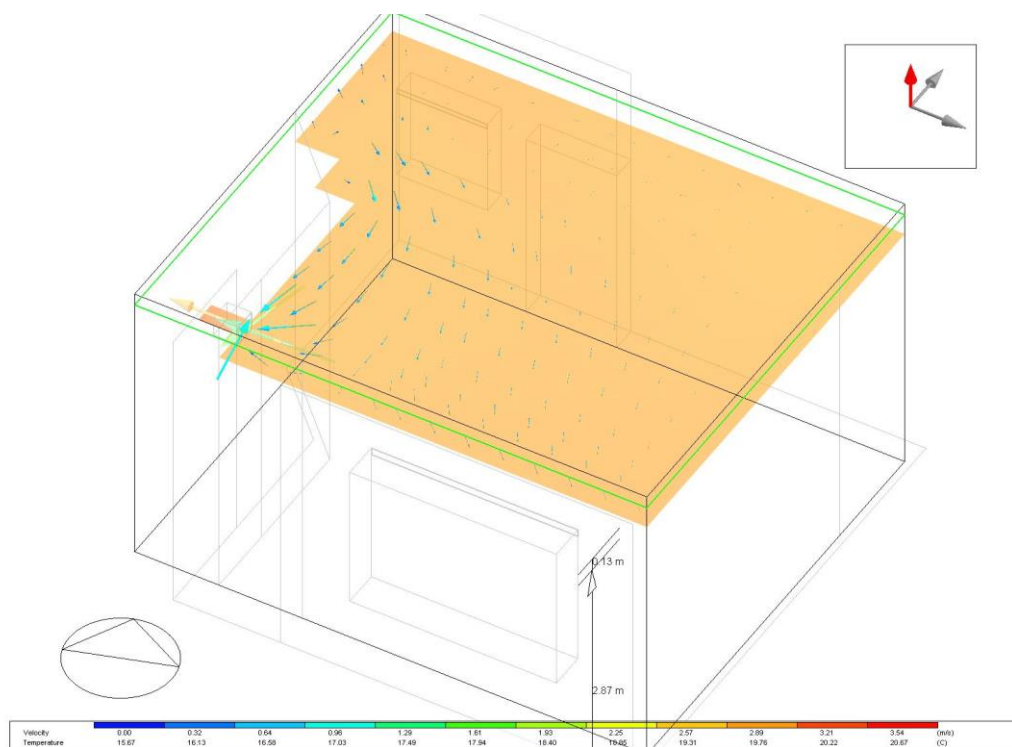 0.13 m
2.87 m
Velocity 0.00 0.32 0.64 0.96 1.29 1.61 1.93 2.25 2.57 2.89 3.21 3.54 (m/s)
Temperature 15.67 16.13 16.58 17.03 17.49 17.94 18.40 18.85 19.31 19.76 20.22 20.67 (C)